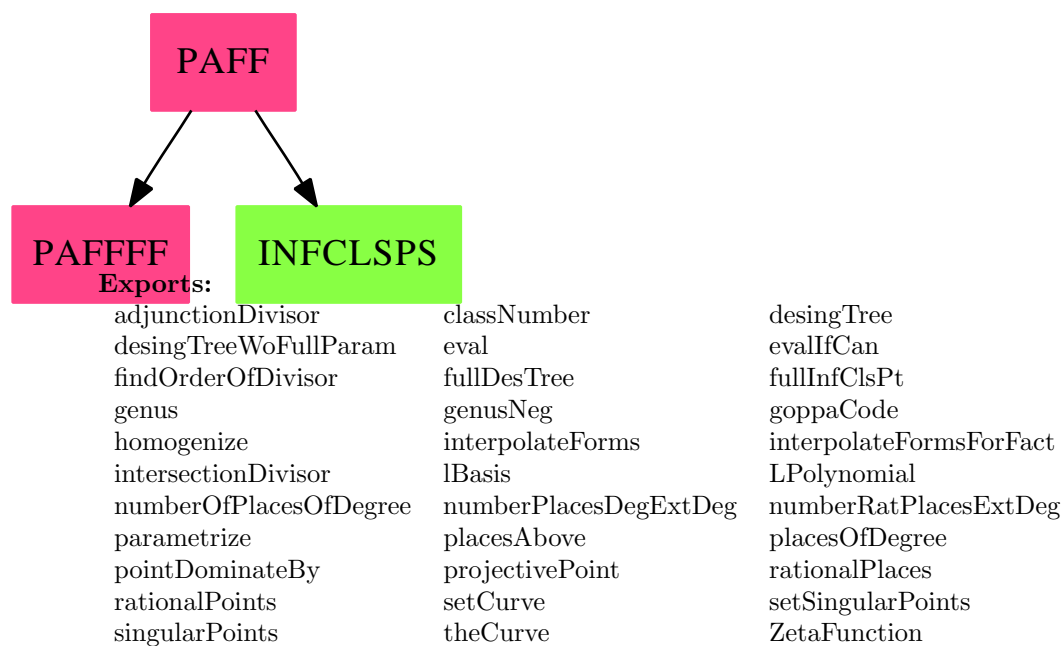 PAFF
PAFFFF INFCLSPS
Exports:
adjunctionDivisor classNumber desingTree
desingTreeWoFullParam eval evalIfCan
findOrderOfDivisor fullDesTree fullInfClsPt
genus genusNeg goppaCode
homogenize interpolateForms interpolateFormsForFact
intersectionDivisor lBasis LPolynomial
numberOfPlacesOfDegree numberPlacesDegExtDeg numberRatPlacesExtDeg
parametrize placesAbove placesOfDegree
pointDominateBy projectivePoint rationalPlaces
rationalPoints setCurve setSingularPoints
singularPoints theCurve ZetaFunction